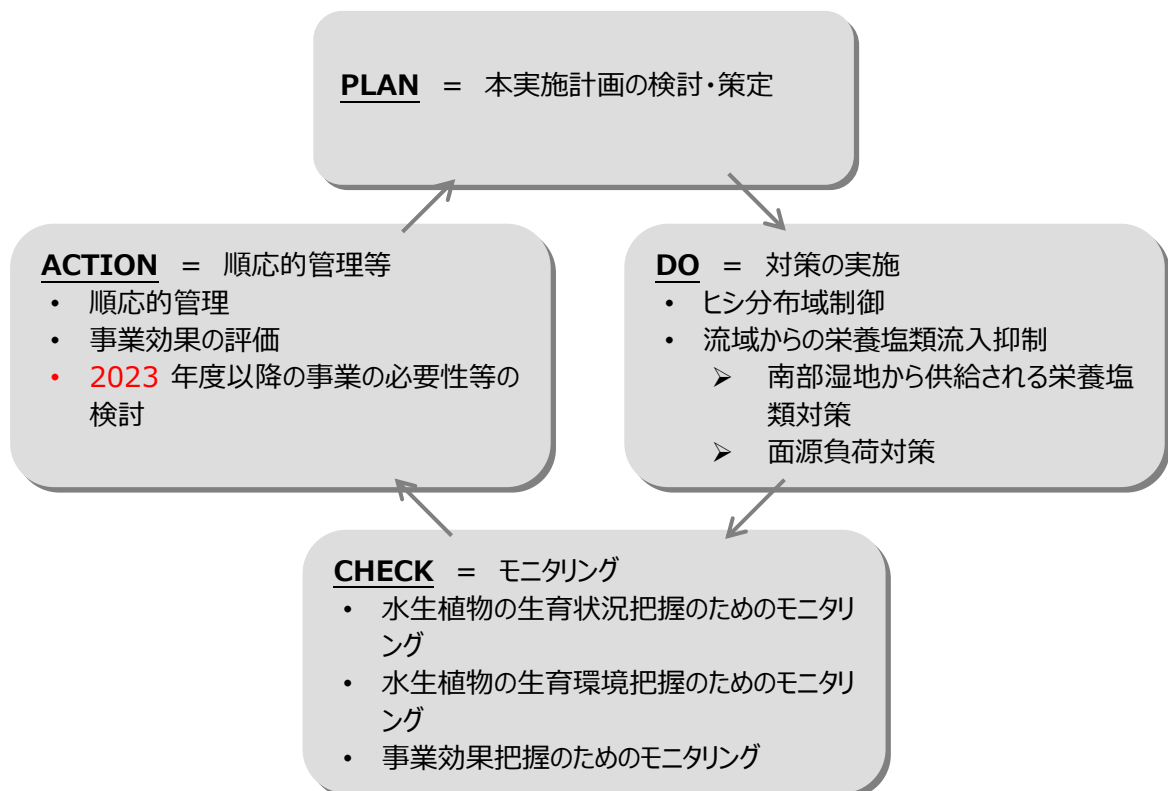 PLAN = 本実施計画の検討・策定
ACTION = 順応的管理等
• 順応的管理
• 事業効果の評価
• 2023 年度以降の事業の必要性等の
検討
DO = 対策の実施
• ヒシ分布域制御
• 流域からの栄養塩類流入抑制
➢ 南部湿地から供給される栄養塩
類対策
➢ 面源負荷対策
CHECK = モニタリング
• 水生植物の生育状況把握のためのモニタリ
ング
• 水生植物の生育環境把握のためのモニタリ
ング
• 事業効果把握のためのモニタリング